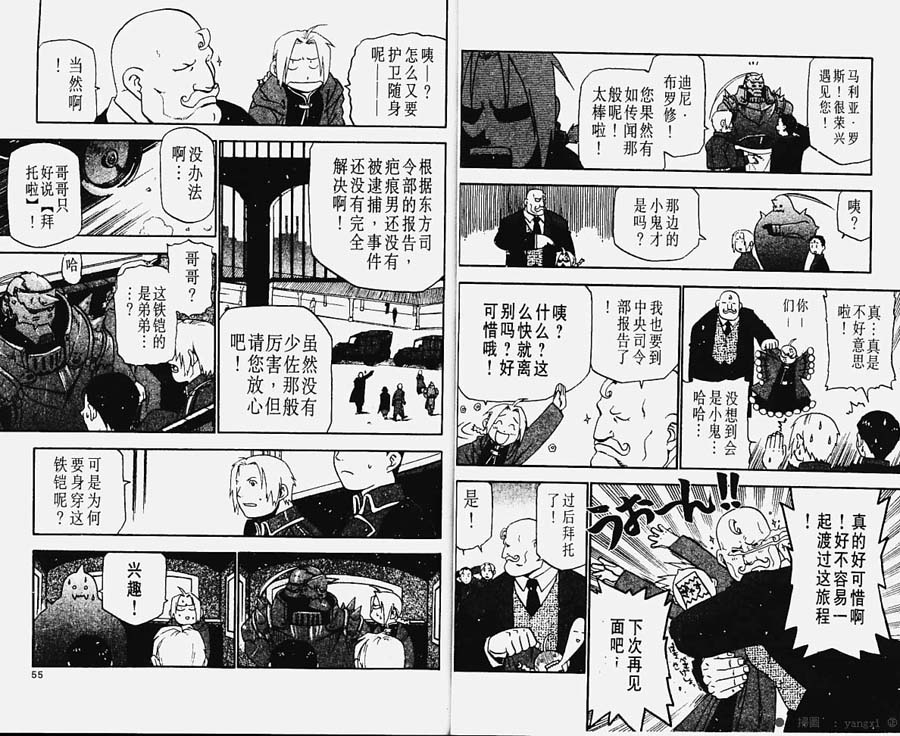 马利亚·罗
斯！很荣兴
遇见您！
迪尼·
布罗修！
您果然有
如传闻那
般呢！
太棒啦！
咦？
那边的
小鬼才
是吗？
真…真是
不好意思
啦！
你
们
没想到会
是小鬼…
哈哈…
我也要到
中央司令
部报告了
！
咦？
什么？这
么快就离
别吗？好
可惜哦！
真的好可惜啊
！好不容易一
起渡过这旅程
！
うおーん!!
下次再见
面吧！
过后拜托
了！
是！
咦—？
怎么又要
护卫随身
呢——
当然啊
！
根据东方司
令部的报告，
疤痕男还没有
被逮捕，事件
还没有完全
解决啊！
没办法
啊…
哥哥只
好说【拜
托啦】
！
虽然没有
少佐那般
厉害，但
请您放心
吧！
哥哥？
这铁铠的
是弟弟…
…？
哈
可是为何
要身穿这
铁铠呢？
兴
趣！
55
掃圖：yangxi